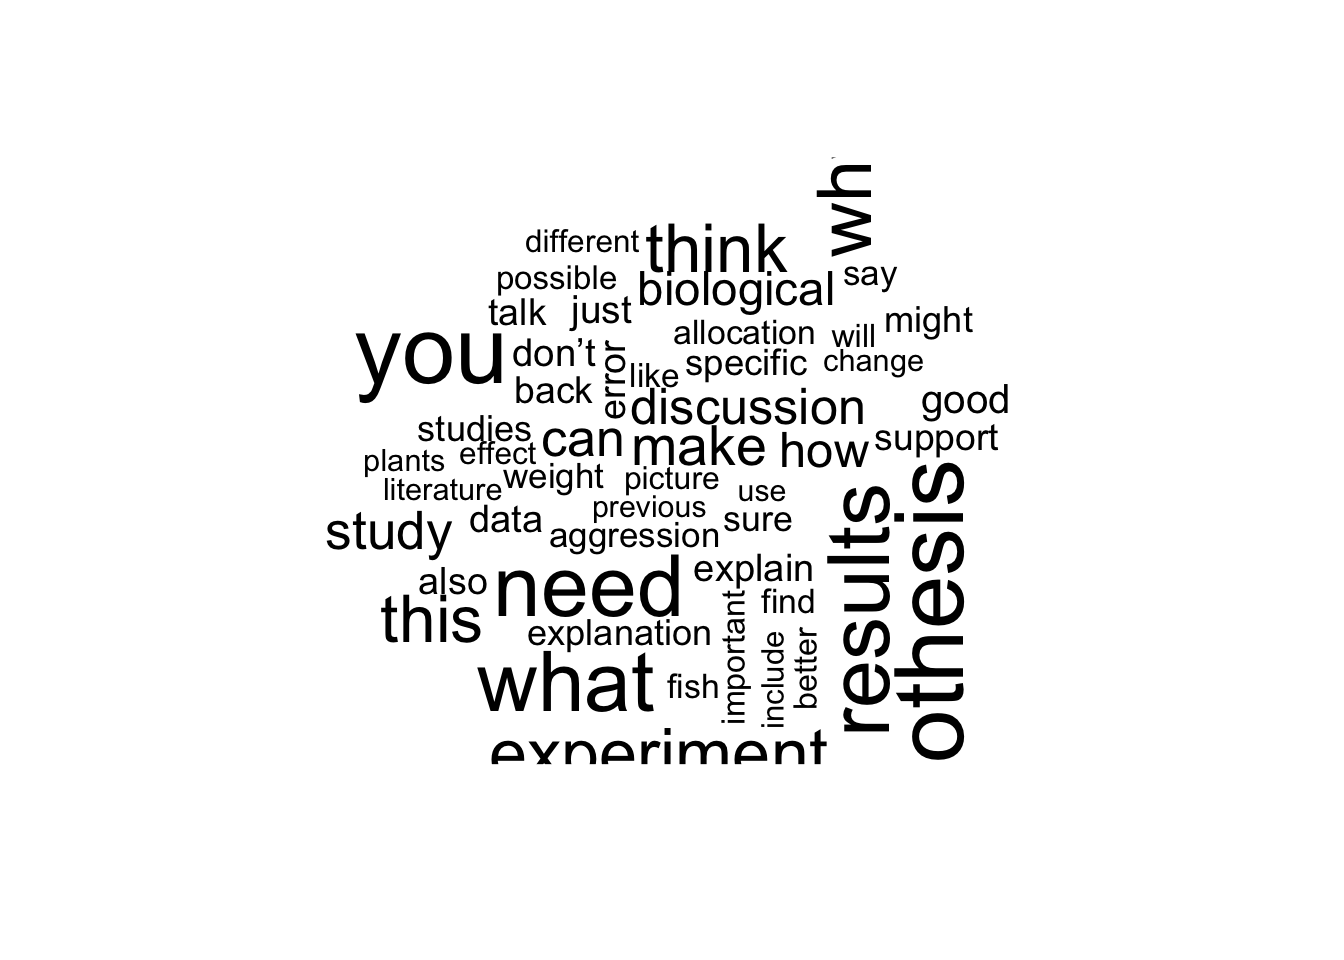 wh
different think
possible biological say
talk just allocation will might
you don’t error like specific change
back discussion good
studies can make how support
plants effect
literature weight picture use
previous
study data aggression sure
results othesis
also need explain
this important find
explanation include better
what fish
experiment